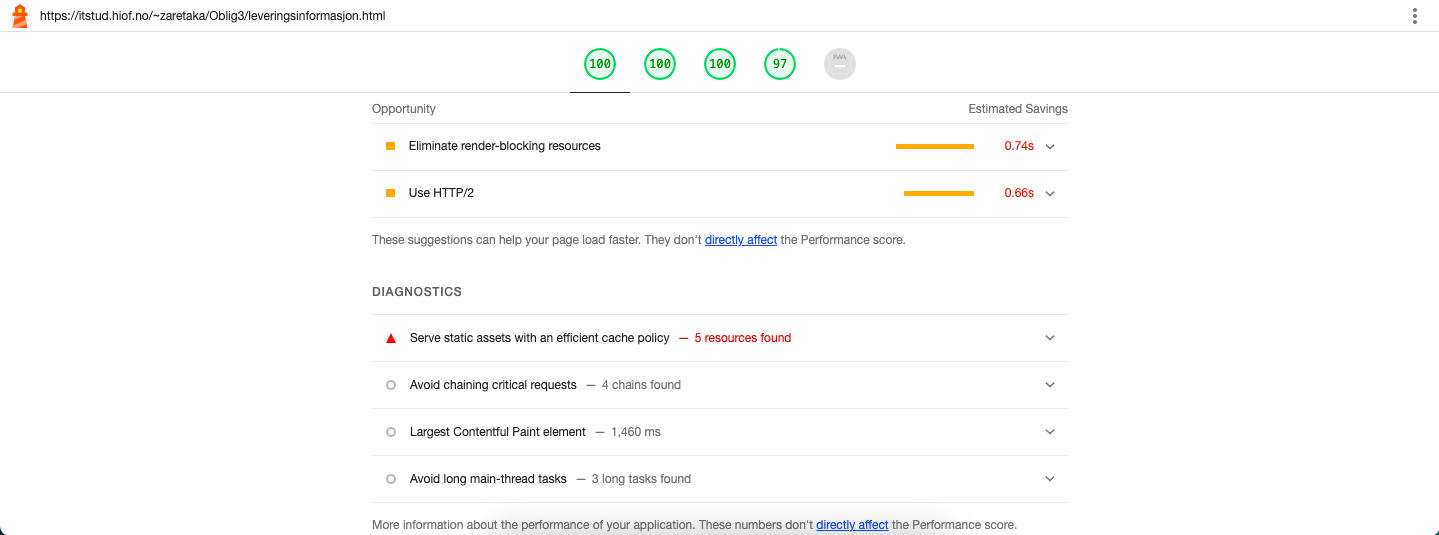 https://itstud.hiof.no/~zaretaka/Oblig3/leveringsinformasjon.html
100 100 100 97 PWA
Opportunity Estimated Savings
Eliminate render-blocking resources 0.74s
Use HTTP/2 0.66s
These suggestions can help your page load faster. They don't directly affect the Performance score.
DIAGNOSTICS
Serve static assets with an efficient cache policy — 5 resources found
Avoid chaining critical requests — 4 chains found
Largest Contentful Paint element — 1,460 ms
Avoid long main-thread tasks — 3 long tasks found
More information about the performance of your application. These numbers don't directly affect the Performance score.